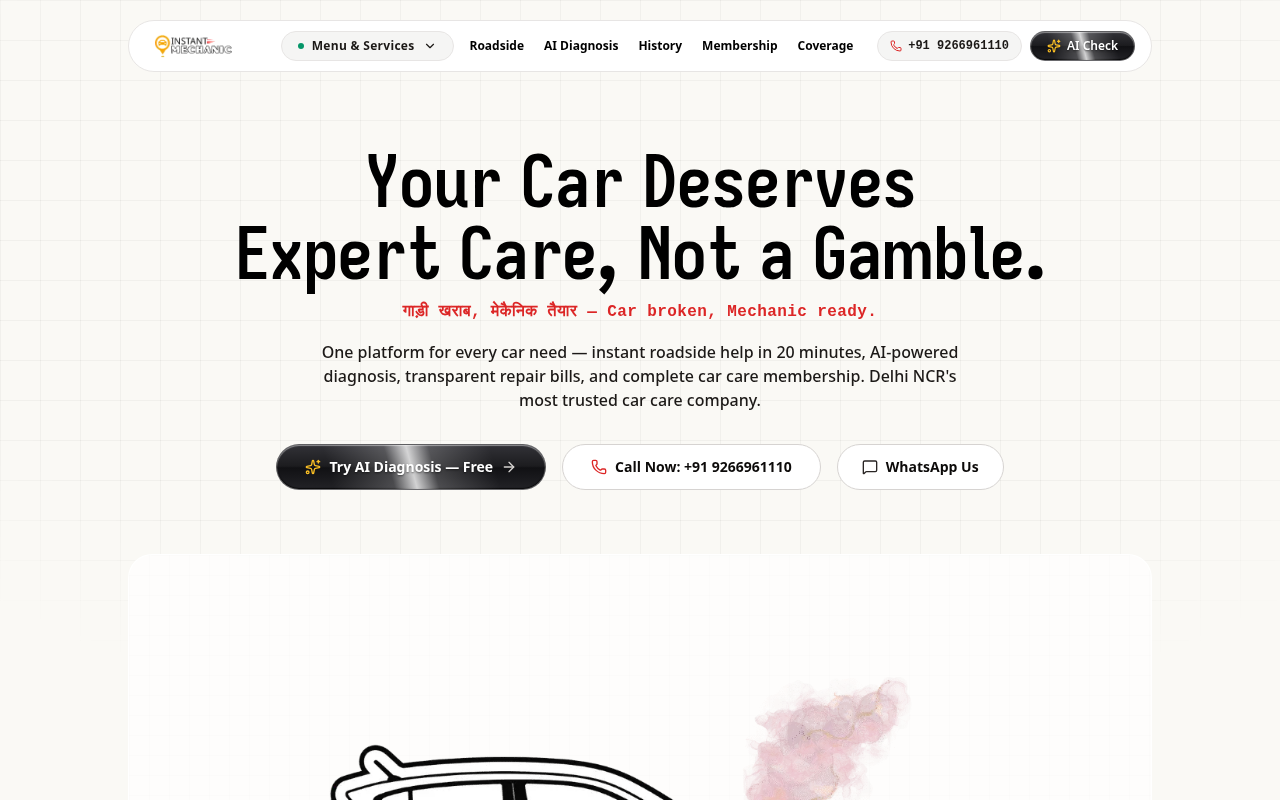 INSTANT
MECHANIC
Menu & Services
Roadside
AI Diagnosis
History
Membership
Coverage
+91 9266961110
AI Check
Your Car Deserves
Expert Care, Not a Gamble.
गाड़ी खराब, मेकैनिक तैयार — Car broken, Mechanic ready.
One platform for every car need — instant roadside help in 20 minutes, AI-powered
diagnosis, transparent repair bills, and complete car care membership. Delhi NCR's
most trusted car care company.
Try AI Diagnosis — Free
Call Now: +91 9266961110
WhatsApp Us